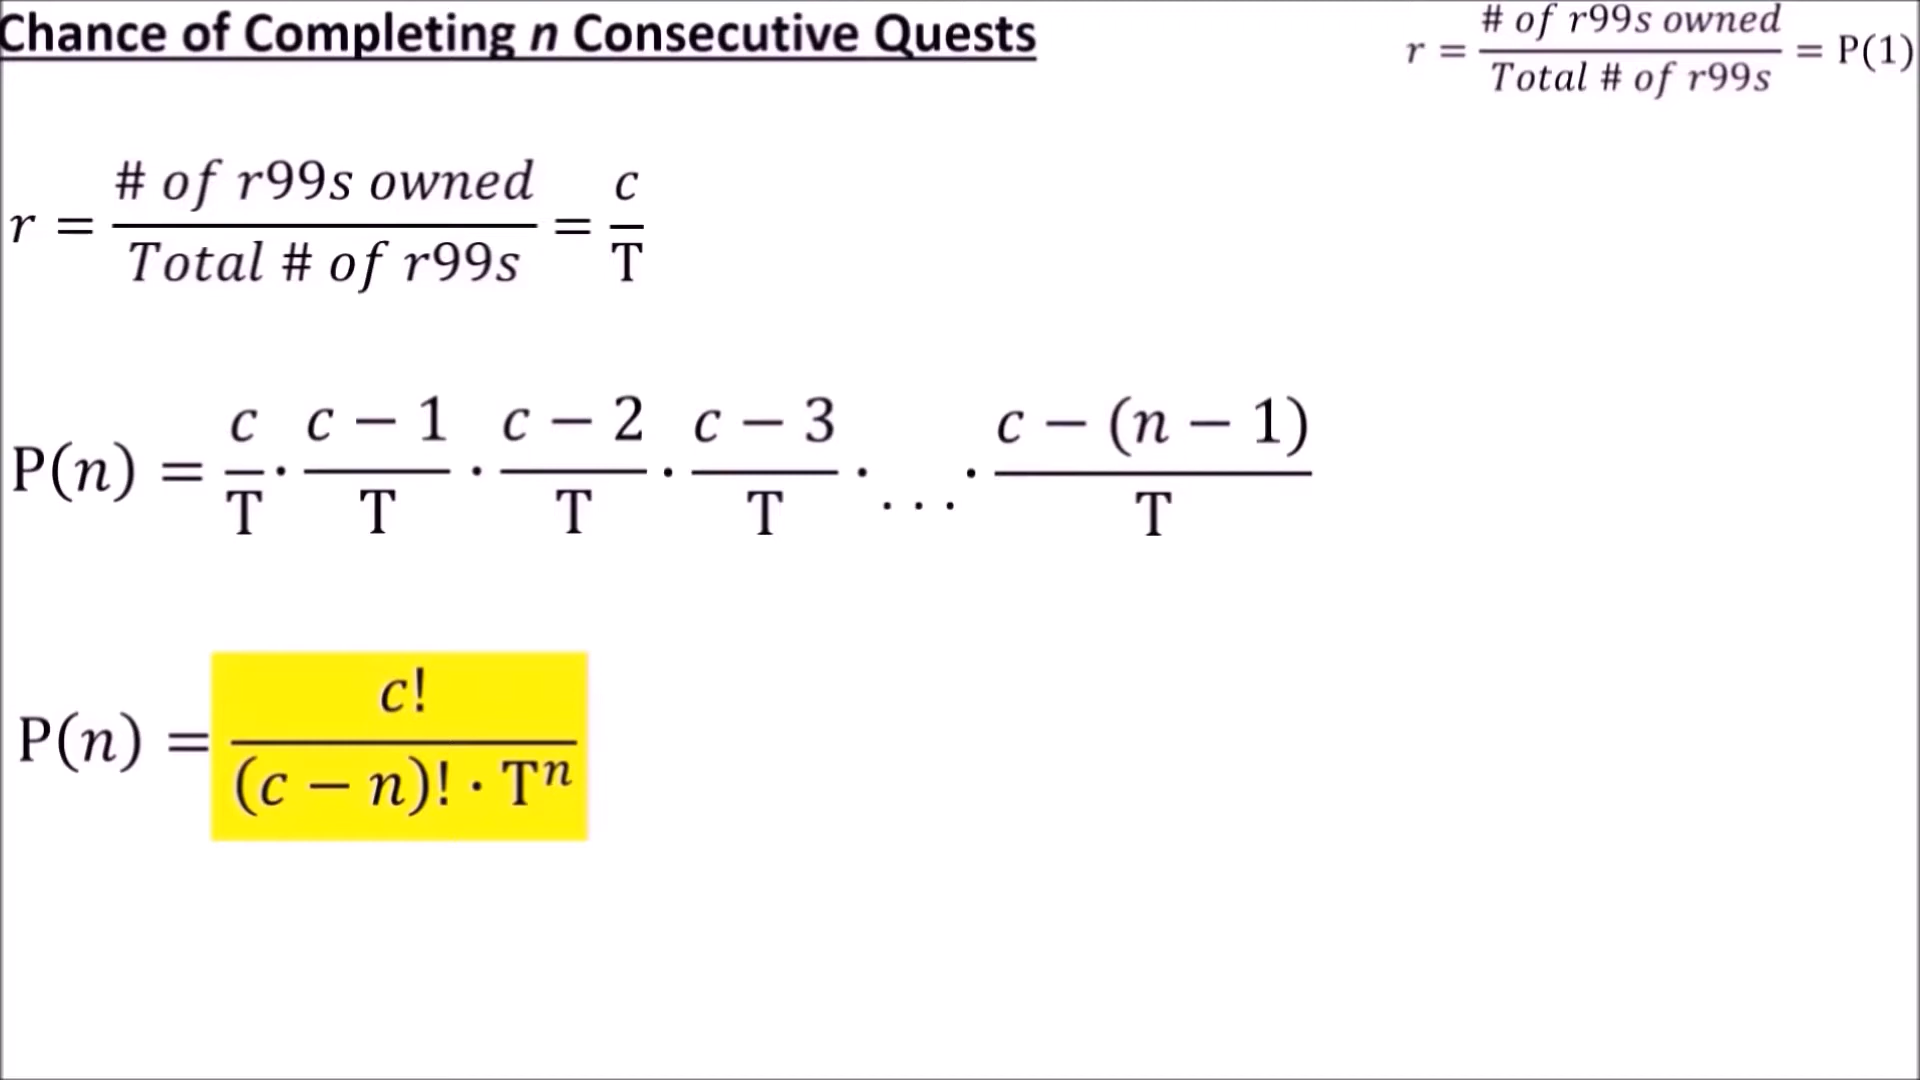 Chance of Completing n Consecutive Quests
r = # of r99s owned / Total # of r99s = P(1)
r = # of r99s owned / Total # of r99s = c / T
P(n) = c/T · (c − 1)/T · (c − 2)/T · (c − 3)/T · ... · (c − (n − 1))/T
P(n) = c! / ((c − n)! · Tⁿ)